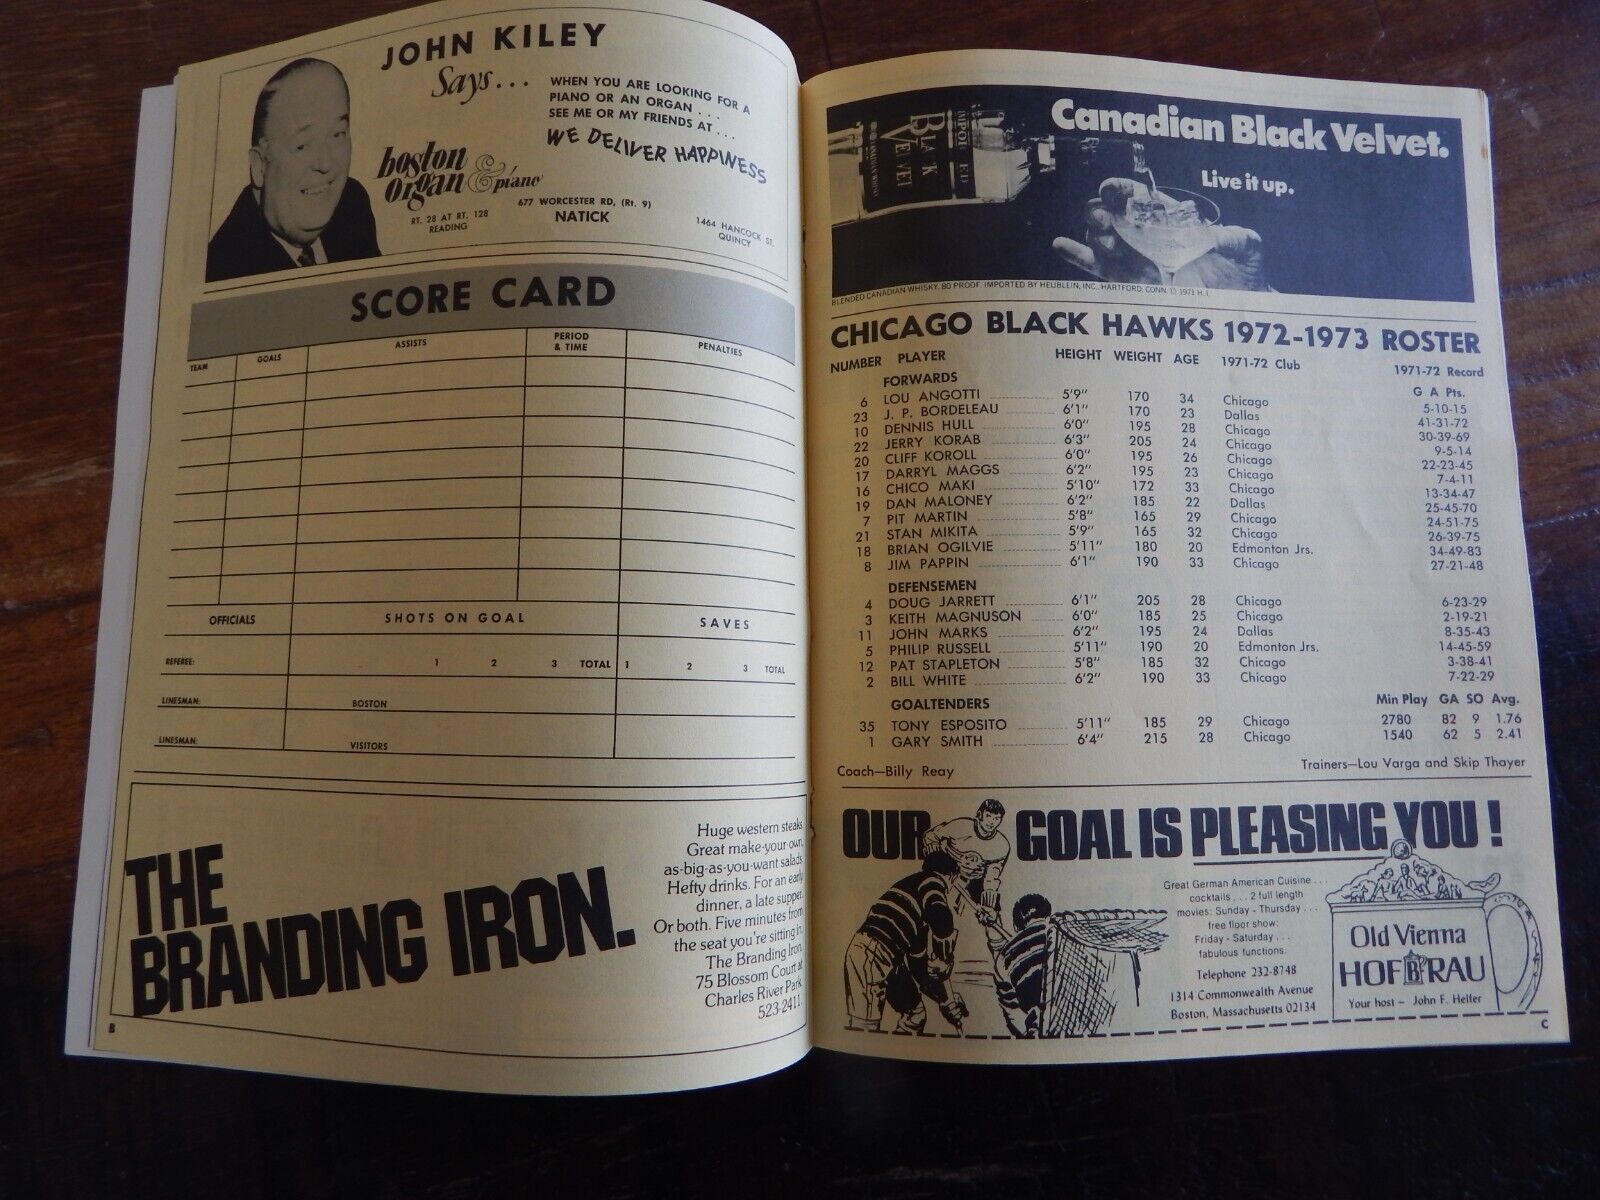 JOHN KILEY
Says...
WHEN YOU ARE LOOKING FOR A
PIANO OR AN ORGAN ...
SEE ME OR MY FRIENDS AT ...
WE DELIVER HAPPINESS
boston
organ & piano
RT. 28 AT RT. 128
READING
677 WORCESTER RD, (Rt. 9)
NATICK
1464 HANCOCK ST.
QUINCY
SCORE CARD
TEAM GOALS ASSISTS PERIOD & TIME PENALTIES
OFFICIALS SHOTS ON GOAL SAVES
REFEREE: 1 2 3 TOTAL 1 2 3 TOTAL
LINESMAN: BOSTON
LINESMAN: VISITORS
THE
BRANDING IRON.
Huge western steaks.
Great make-your-own,
as-big-as-you-want salads.
Hefty drinks. For an early
dinner, a late supper.
Or both. Five minutes from
the seat you're sitting in.
The Branding Iron.
75 Blossom Court at
Charles River Park.
523-2411.
B
Canadian Black Velvet.
Live it up.
BLACK
VELVET
IMPORTED
BLENDED CANADIAN WHISKY. 80 PROOF. IMPORTED BY HEUBLEIN, INC. HARTFORD, CONN. © 1971 H.I.
CHICAGO BLACK HAWKS 1972-1973 ROSTER
NUMBER PLAYER HEIGHT WEIGHT AGE 1971-72 Club 1971-72 Record
FORWARDS G A Pts.
6 LOU ANGOTTI 5'9" 170 34 Chicago 5-10-15
23 J. P. BORDELEAU 6'1" 170 23 Dallas 41-31-72
10 DENNIS HULL 6'0" 195 28 Chicago 30-39-69
22 JERRY KORAB 6'3" 205 24 Chicago 9-5-14
20 CLIFF KOROLL 6'0" 195 26 Chicago 22-23-45
17 DARRYL MAGGS 6'2" 195 23 Chicago 7-4-11
16 CHICO MAKI 5'10" 172 33 Chicago 13-34-47
19 DAN MALONEY 6'2" 185 22 Dallas 25-45-70
7 PIT MARTIN 5'8" 165 29 Chicago 24-51-75
21 STAN MIKITA 5'9" 165 32 Chicago 26-39-75
18 BRIAN OGILVIE 5'11" 180 20 Edmonton Jrs. 34-49-83
8 JIM PAPPIN 6'1" 190 33 Chicago 27-21-48
DEFENSEMEN
4 DOUG JARRETT 6'1" 205 28 Chicago 6-23-29
3 KEITH MAGNUSON 6'0" 185 25 Chicago 2-19-21
11 JOHN MARKS 6'2" 195 24 Dallas 8-35-43
5 PHILIP RUSSELL 5'11" 190 20 Edmonton Jrs. 14-45-59
12 PAT STAPLETON 5'8" 185 32 Chicago 3-38-41
2 BILL WHITE 6'2" 190 33 Chicago 7-22-29
GOALTENDERS Min Play GA SO Avg.
35 TONY ESPOSITO 5'11" 185 29 Chicago 2780 82 9 1.76
1 GARY SMITH 6'4" 215 28 Chicago 1540 62 5 2.41
Coach—Billy Reay Trainers—Lou Varga and Skip Thayer
OUR GOAL IS PLEASING YOU!
Great German American Cuisine . . .
cocktails . . . 2 full length
movies: Sunday - Thursday . . .
free floor show:
Friday - Saturday . . .
fabulous functions.
Telephone 232-8748
1314 Commonwealth Avenue
Boston, Massachusetts 02134
Old Vienna
HOFBRAU
Your host – John F. Helfer
C